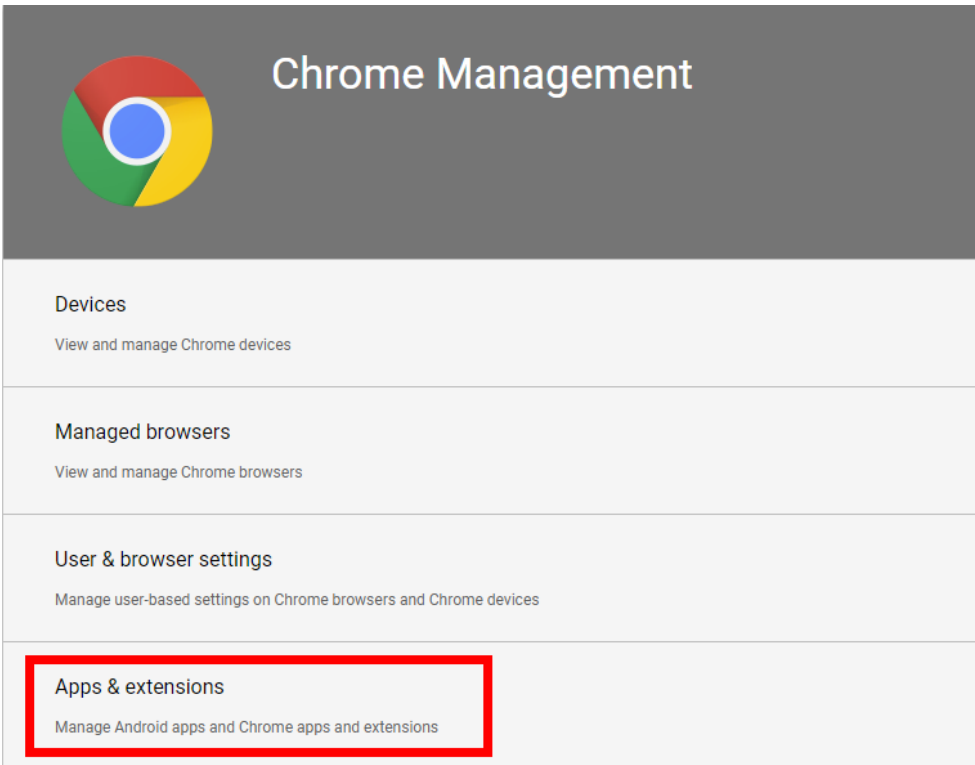 Chrome Management
Devices
View and manage Chrome devices
Managed browsers
View and manage Chrome browsers
User & browser settings
Manage user-based settings on Chrome browsers and Chrome devices
Apps & extensions
Manage Android apps and Chrome apps and extensions